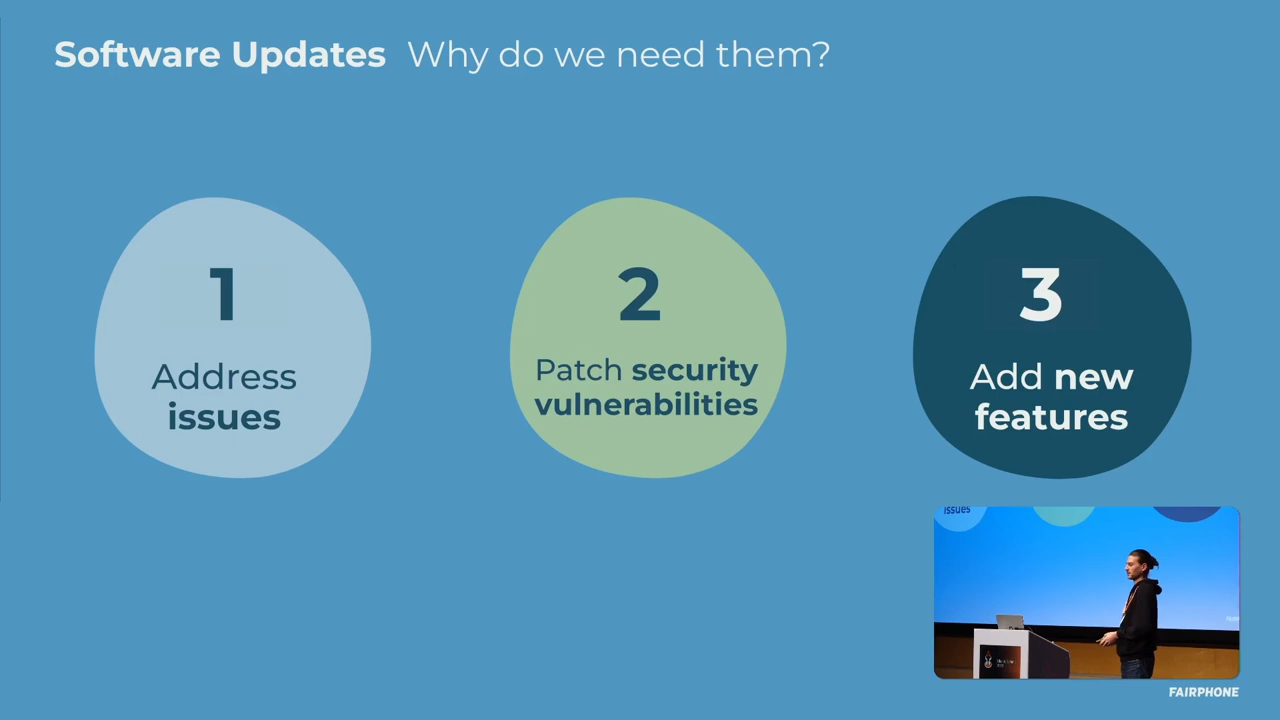 Software Updates Why do we need them?
1
Address
issues
2
Patch security
vulnerabilities
3
Add new
features
issues
FAIRPHONE